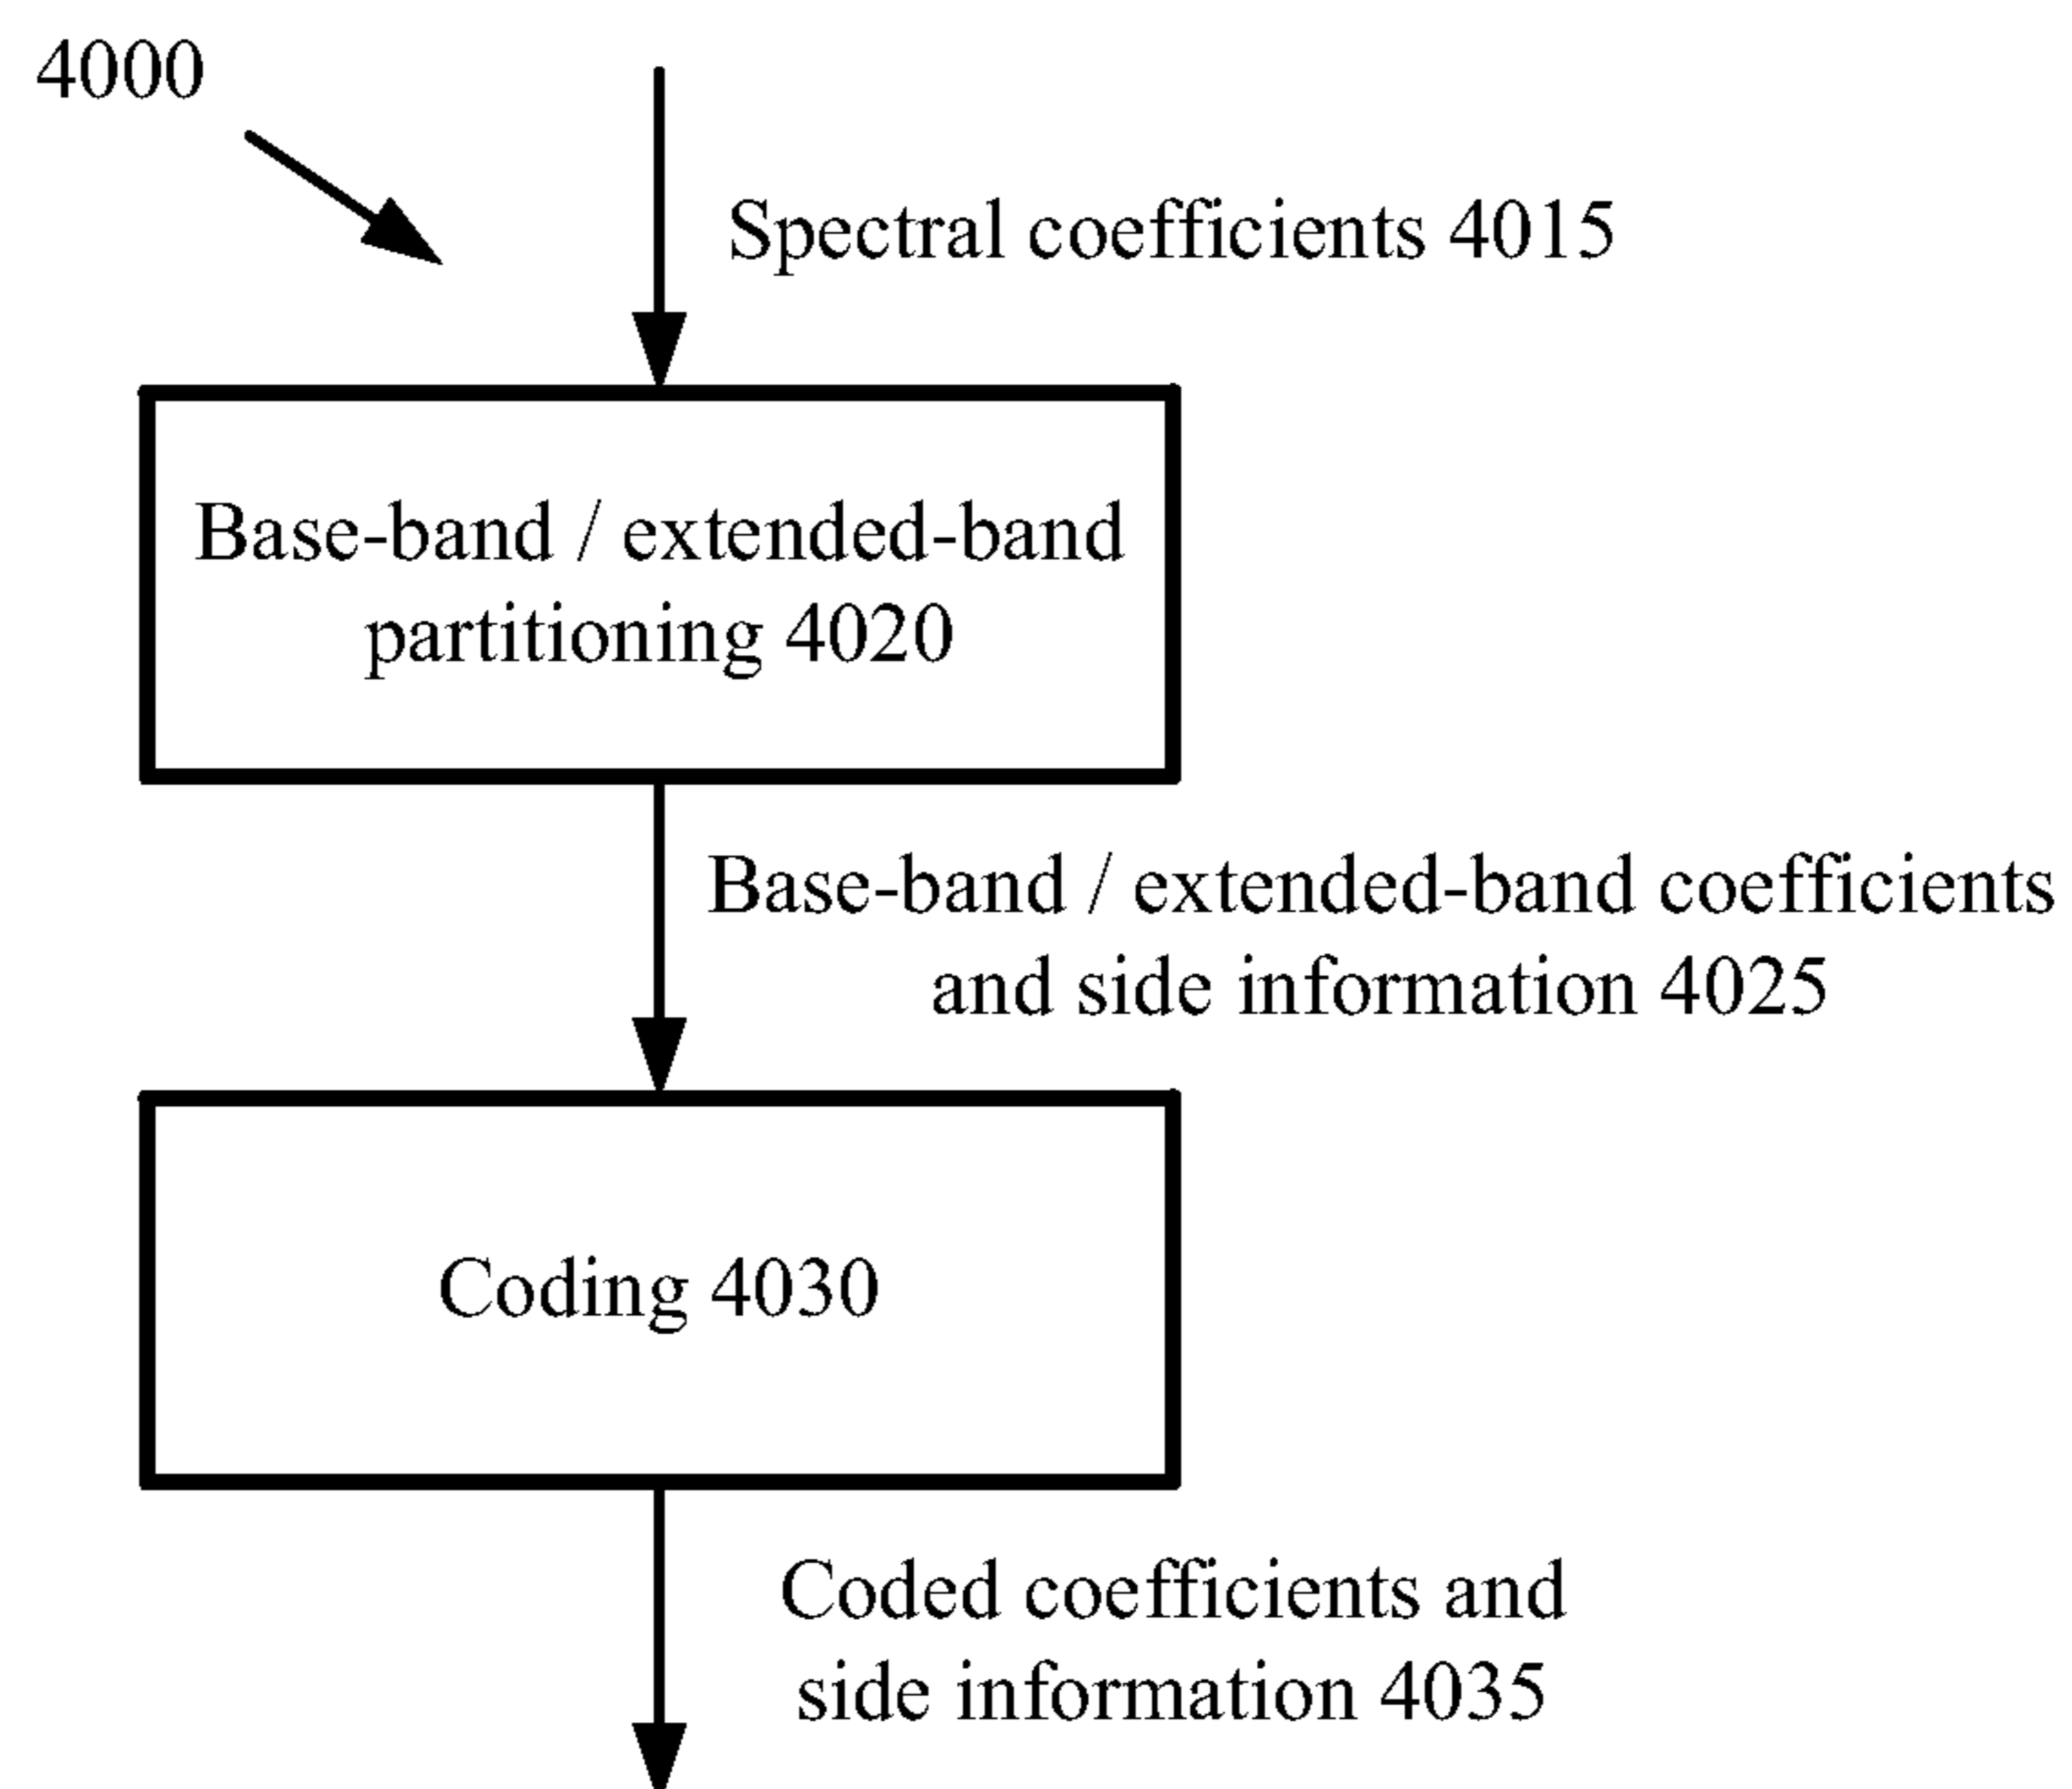 4000
Spectral coefficients 4015
Base-band / extended-band
partitioning 4020
Base-band / extended-band coefficients
and side information 4025
Coding 4030
Coded coefficients and
side information 4035